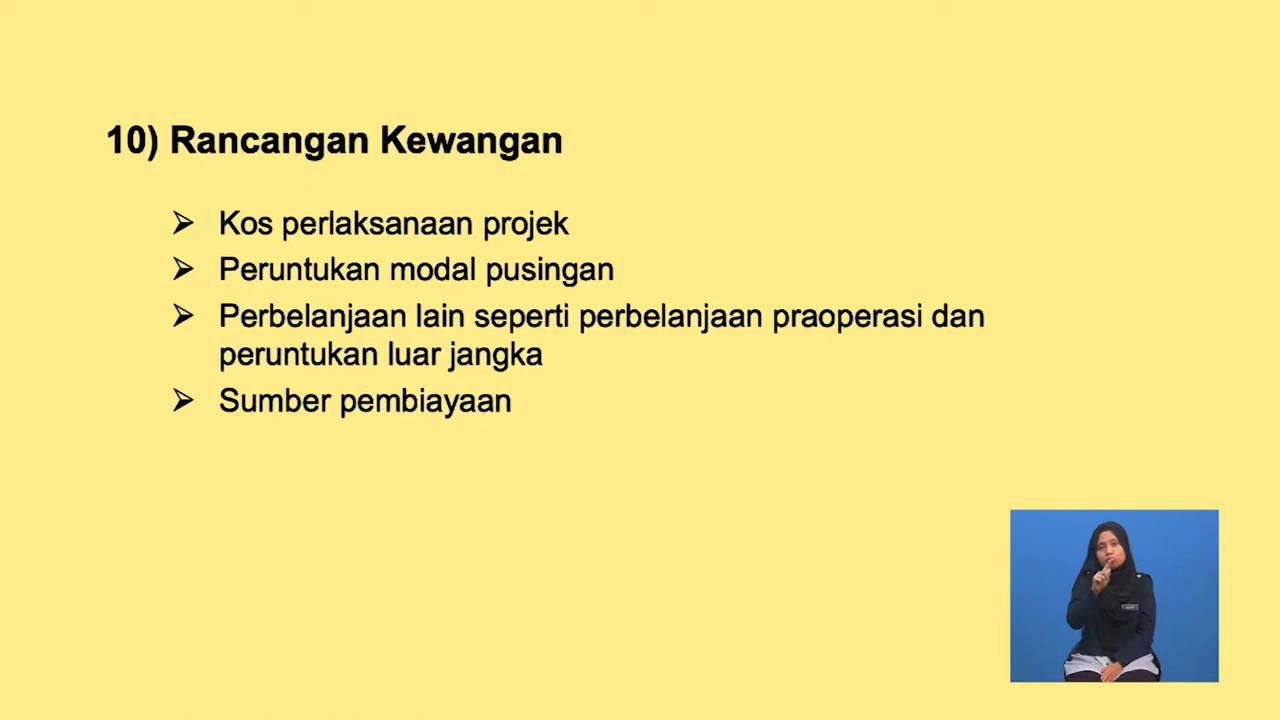 10) Rancangan Kewangan
➢ Kos perlaksanaan projek
➢ Peruntukan modal pusingan
➢ Perbelanjaan lain seperti perbelanjaan praoperasi dan
peruntukan luar jangka
➢ Sumber pembiayaan